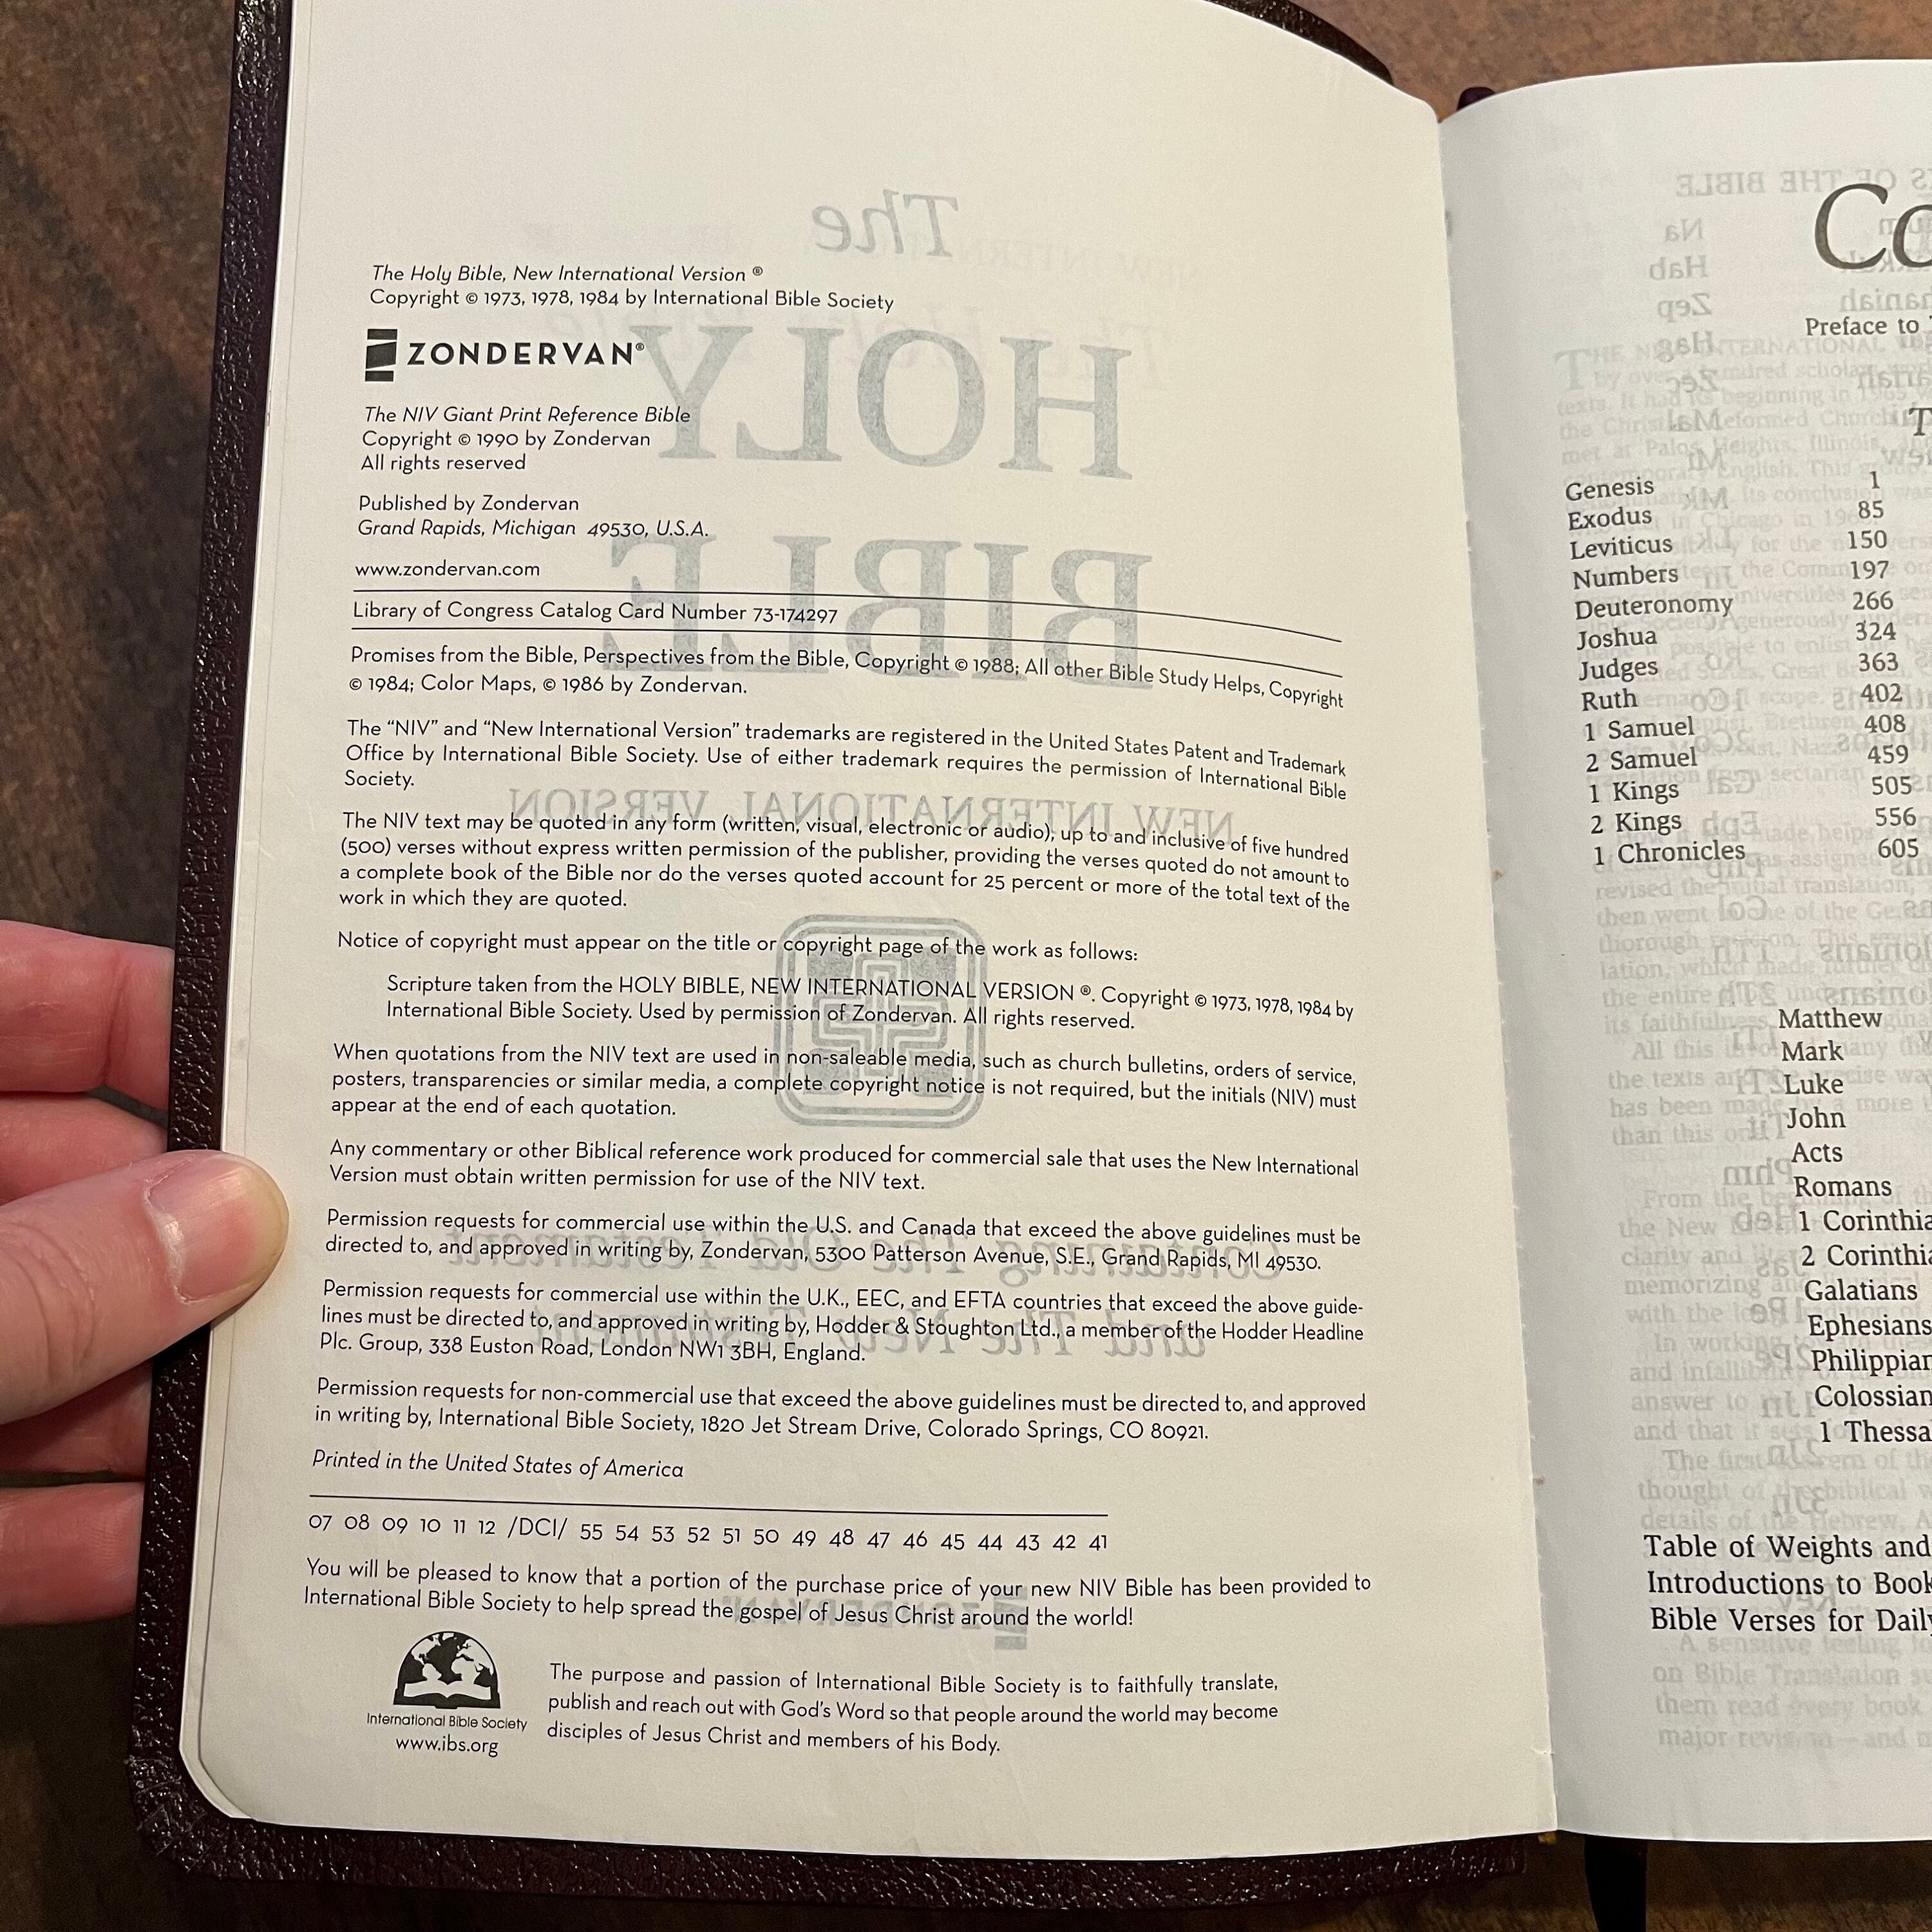 The Holy Bible, New International Version ®
Copyright © 1973, 1978, 1984 by International Bible Society
ZONDERVAN®
The NIV Giant Print Reference Bible
Copyright © 1990 by Zondervan
All rights reserved
Published by Zondervan
Grand Rapids, Michigan 49530, U.S.A.
www.zondervan.com
Library of Congress Catalog Card Number 73-174297
Promises from the Bible, Perspectives from the Bible, Copyright © 1988; All other Bible Study Helps, Copyright
© 1984; Color Maps, © 1986 by Zondervan.
The “NIV” and “New International Version” trademarks are registered in the United States Patent and Trademark
Office by International Bible Society. Use of either trademark requires the permission of International Bible
Society.
The NIV text may be quoted in any form (written, visual, electronic or audio), up to and inclusive of five hundred
(500) verses without express written permission of the publisher, providing the verses quoted do not amount to
a complete book of the Bible nor do the verses quoted account for 25 percent or more of the total text of the
work in which they are quoted.
Notice of copyright must appear on the title or copyright page of the work as follows:
Scripture taken from the HOLY BIBLE, NEW INTERNATIONAL VERSION ®. Copyright © 1973, 1978, 1984 by
International Bible Society. Used by permission of Zondervan. All rights reserved.
When quotations from the NIV text are used in non-saleable media, such as church bulletins, orders of service,
posters, transparencies or similar media, a complete copyright notice is not required, but the initials (NIV) must
appear at the end of each quotation.
Any commentary or other Biblical reference work produced for commercial sale that uses the New International
Version must obtain written permission for use of the NIV text.
Permission requests for commercial use within the U.S. and Canada that exceed the above guidelines must be
directed to, and approved in writing by, Zondervan, 5300 Patterson Avenue, S.E., Grand Rapids, MI 49530.
Permission requests for commercial use within the U.K., EEC, and EFTA countries that exceed the above guide-
lines must be directed to, and approved in writing by, Hodder & Stoughton Ltd., a member of the Hodder Headline
Plc. Group, 338 Euston Road, London NW1 3BH, England.
Permission requests for non-commercial use that exceed the above guidelines must be directed to, and approved
in writing by, International Bible Society, 1820 Jet Stream Drive, Colorado Springs, CO 80921.
Printed in the United States of America
07 08 09 10 11 12 /DCI/ 55 54 53 52 51 50 49 48 47 46 45 44 43 42 41
You will be pleased to know that a portion of the purchase price of your new NIV Bible has been provided to
International Bible Society to help spread the gospel of Jesus Christ around the world!
International Bible Society
www.ibs.org
The purpose and passion of International Bible Society is to faithfully translate,
publish and reach out with God’s Word so that people around the world may become
disciples of Jesus Christ and members of his Body.
Co
Preface to
T
Genesis 1
Exodus 85
Leviticus 150
Numbers 197
Deuteronomy 266
Joshua 324
Judges 363
Ruth 402
1 Samuel 408
2 Samuel 459
1 Kings 505
2 Kings 556
1 Chronicles 605
Matthew
Mark
Luke
John
Acts
Romans
1 Corinthia
2 Corinthia
Galatians
Ephesians
Philippian
Colossian
1 Thessa
Table of Weights and
Introductions to Book
Bible Verses for Daily